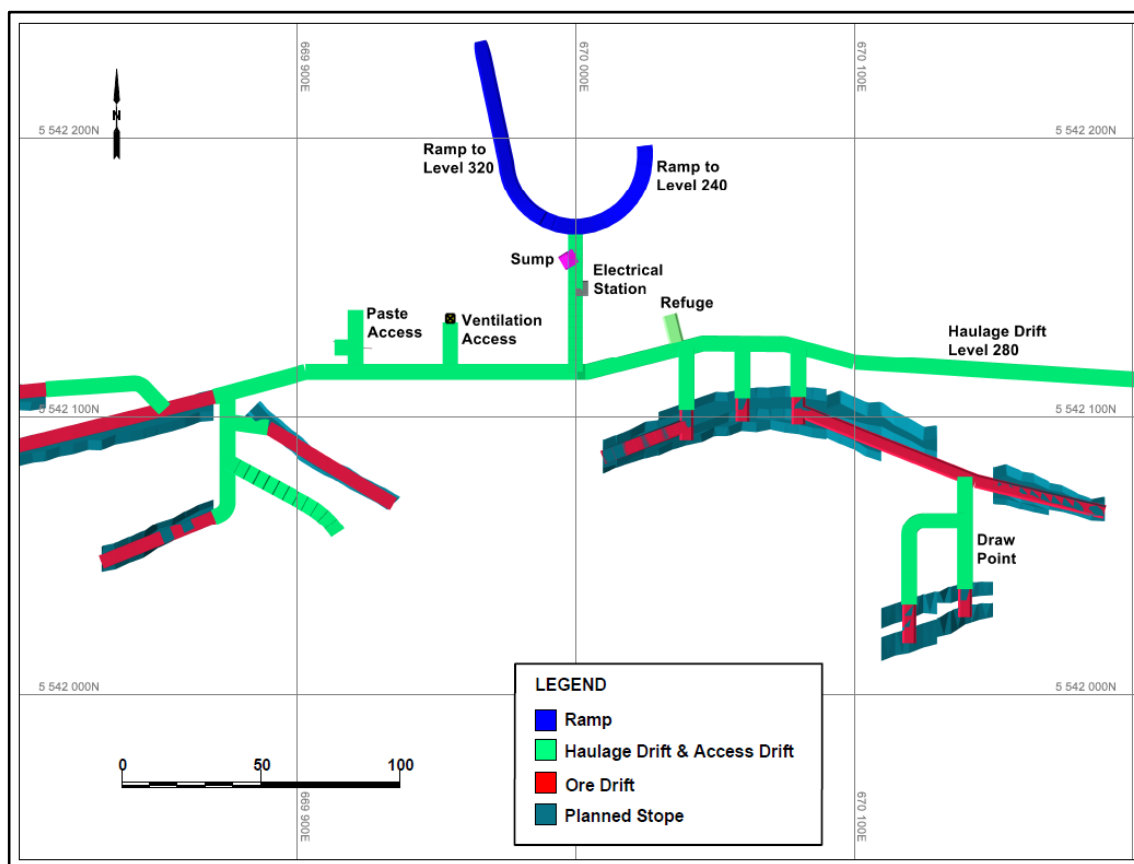 669 900E
670 000E
670 100E
N
5 542 200N
5 542 200N
Ramp to
Level 320
Ramp to
Level 240
Sump
Electrical
Station
Paste
Access
Ventilation
Access
Refuge
Haulage Drift
Level 280
5 542 100N
5 542 100N
Draw
Point
5 542 000N
5 542 000N
LEGEND
Ramp
Haulage Drift & Access Drift
Ore Drift
Planned Stope
0
50
100
669 900E
670 100E